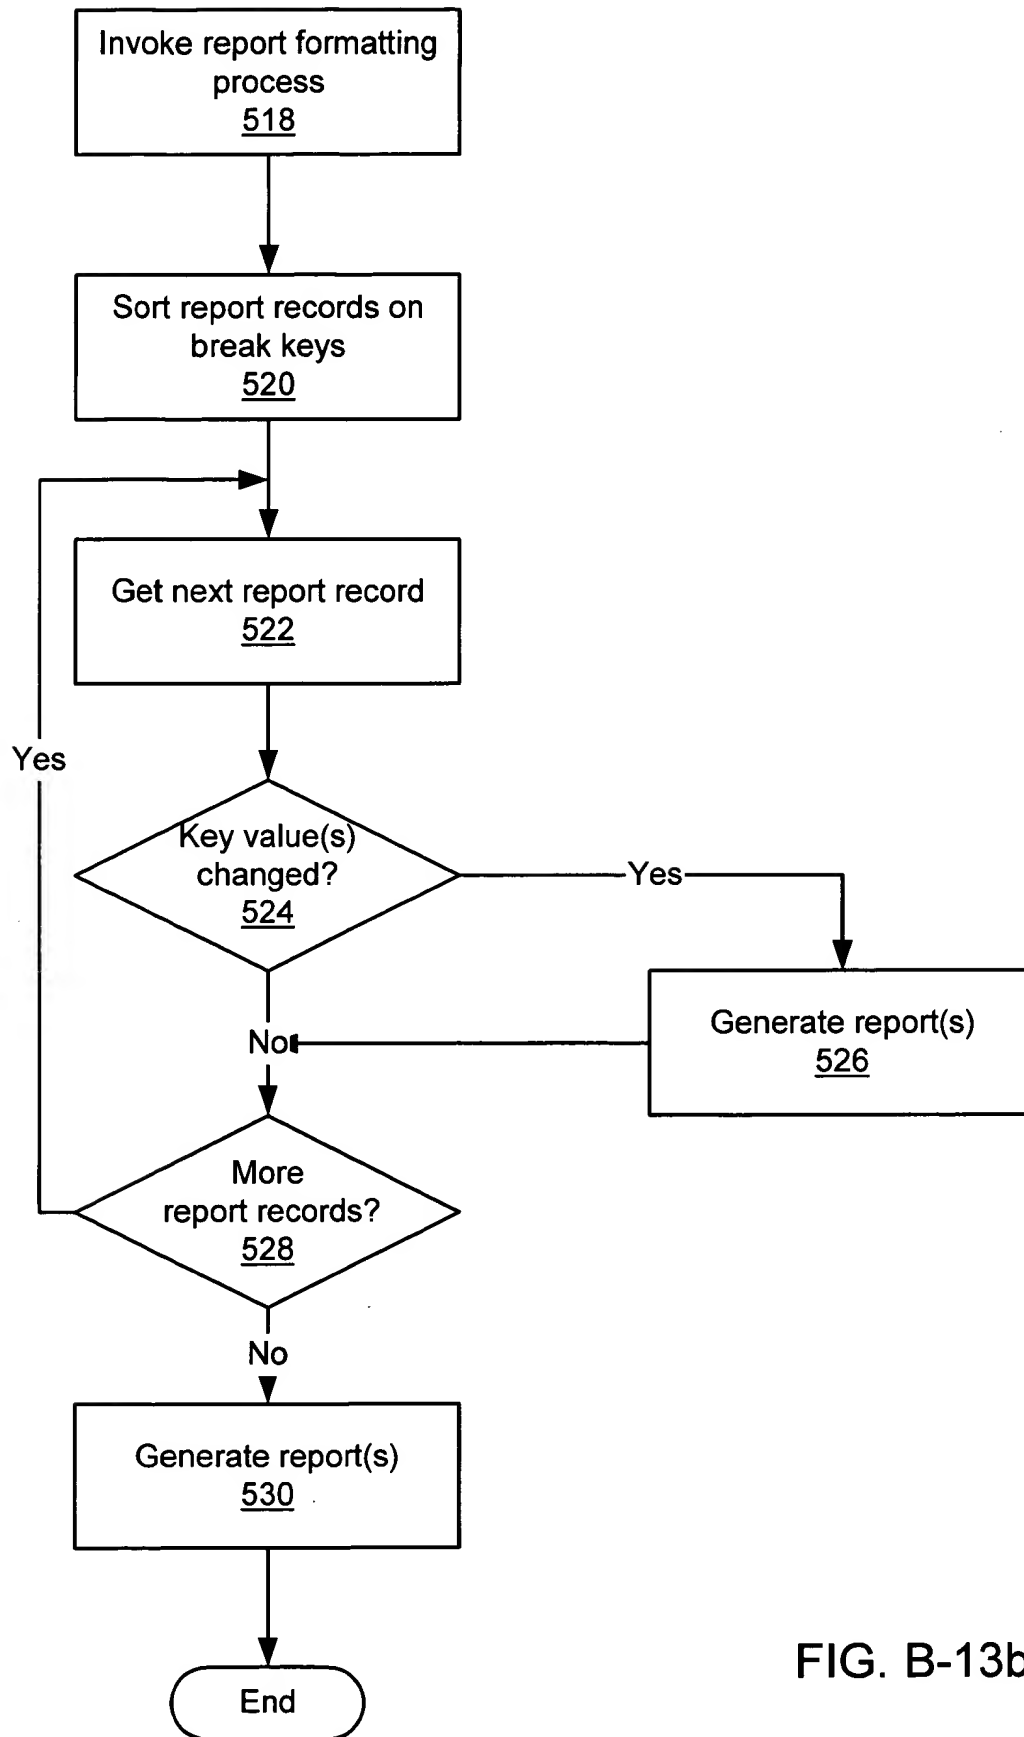 Invoke report formatting
process
518
Sort report records on
break keys
520
Get next report record
522
Yes
Key value(s)
changed?
524
Yes
No
Generate report(s)
526
More
report records?
528
No
Generate report(s)
530
End
FIG. B-13b